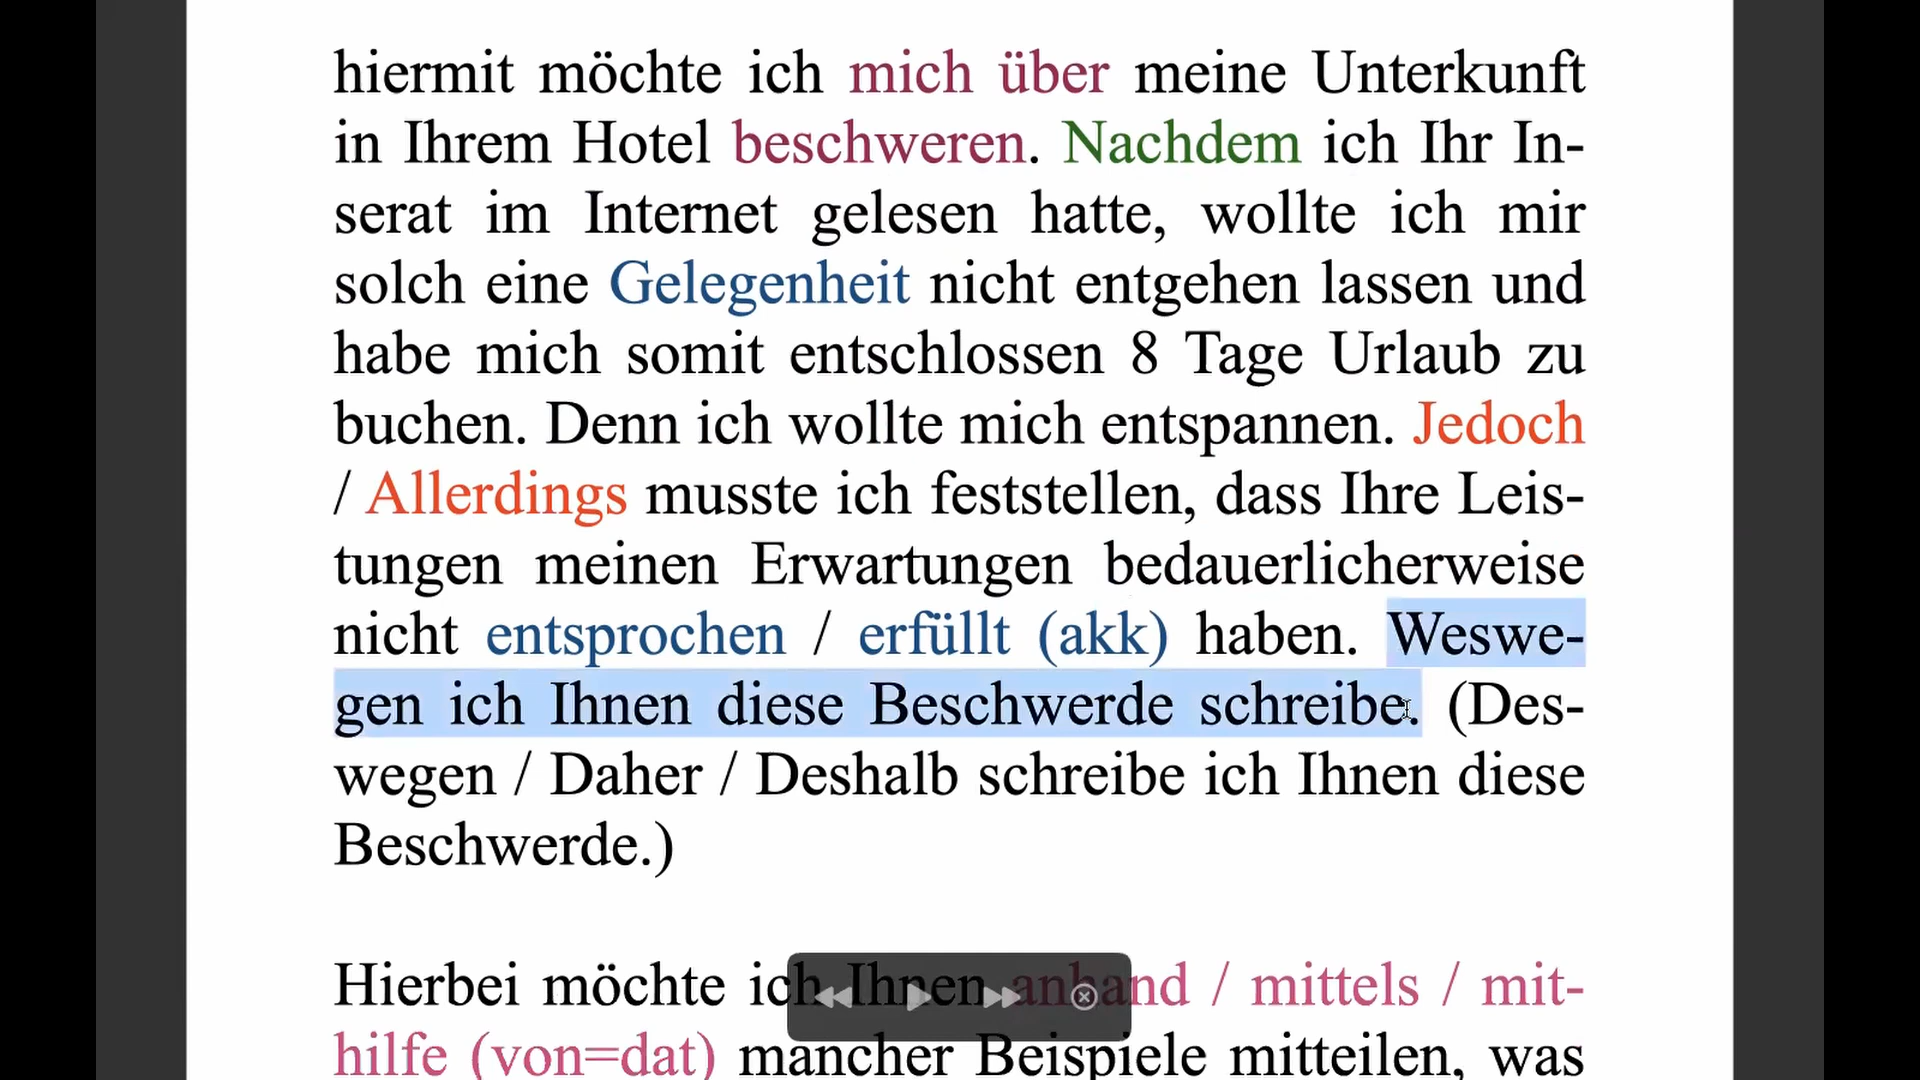 hiermit möchte ich mich über meine Unterkunft
in Ihrem Hotel beschweren. Nachdem ich Ihr In-
serat im Internet gelesen hatte, wollte ich mir
solch eine Gelegenheit nicht entgehen lassen und
habe mich somit entschlossen 8 Tage Urlaub zu
buchen. Denn ich wollte mich entspannen. Jedoch
/ Allerdings musste ich feststellen, dass Ihre Leis-
tungen meinen Erwartungen bedauerlicherweise
nicht entsprochen / erfüllt (akk) haben. Weswe-
gen ich Ihnen diese Beschwerde schreibe. (Des-
wegen / Daher / Deshalb schreibe ich Ihnen diese
Beschwerde.)
Hierbei möchte ich Ihnen anhand / mittels / mit-
hilfe (von=dat) mancher Beispiele mitteilen, was